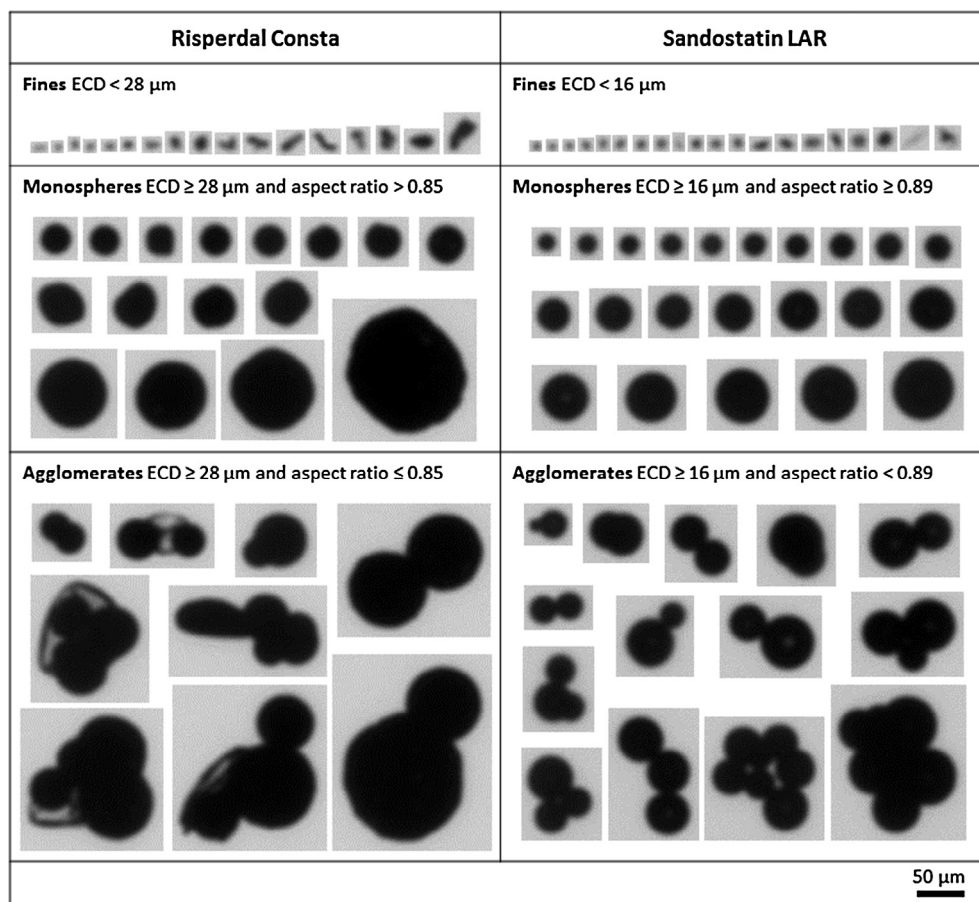 Risperdal Consta
Sandostatin LAR
Fines ECD < 28 μm
Fines ECD < 16 μm
Monospheres ECD ≥ 28 μm and aspect ratio > 0.85
Monospheres ECD ≥ 16 μm and aspect ratio ≥ 0.89
Agglomerates ECD ≥ 28 μm and aspect ratio ≤ 0.85
Agglomerates ECD ≥ 16 μm and aspect ratio < 0.89
50 μm